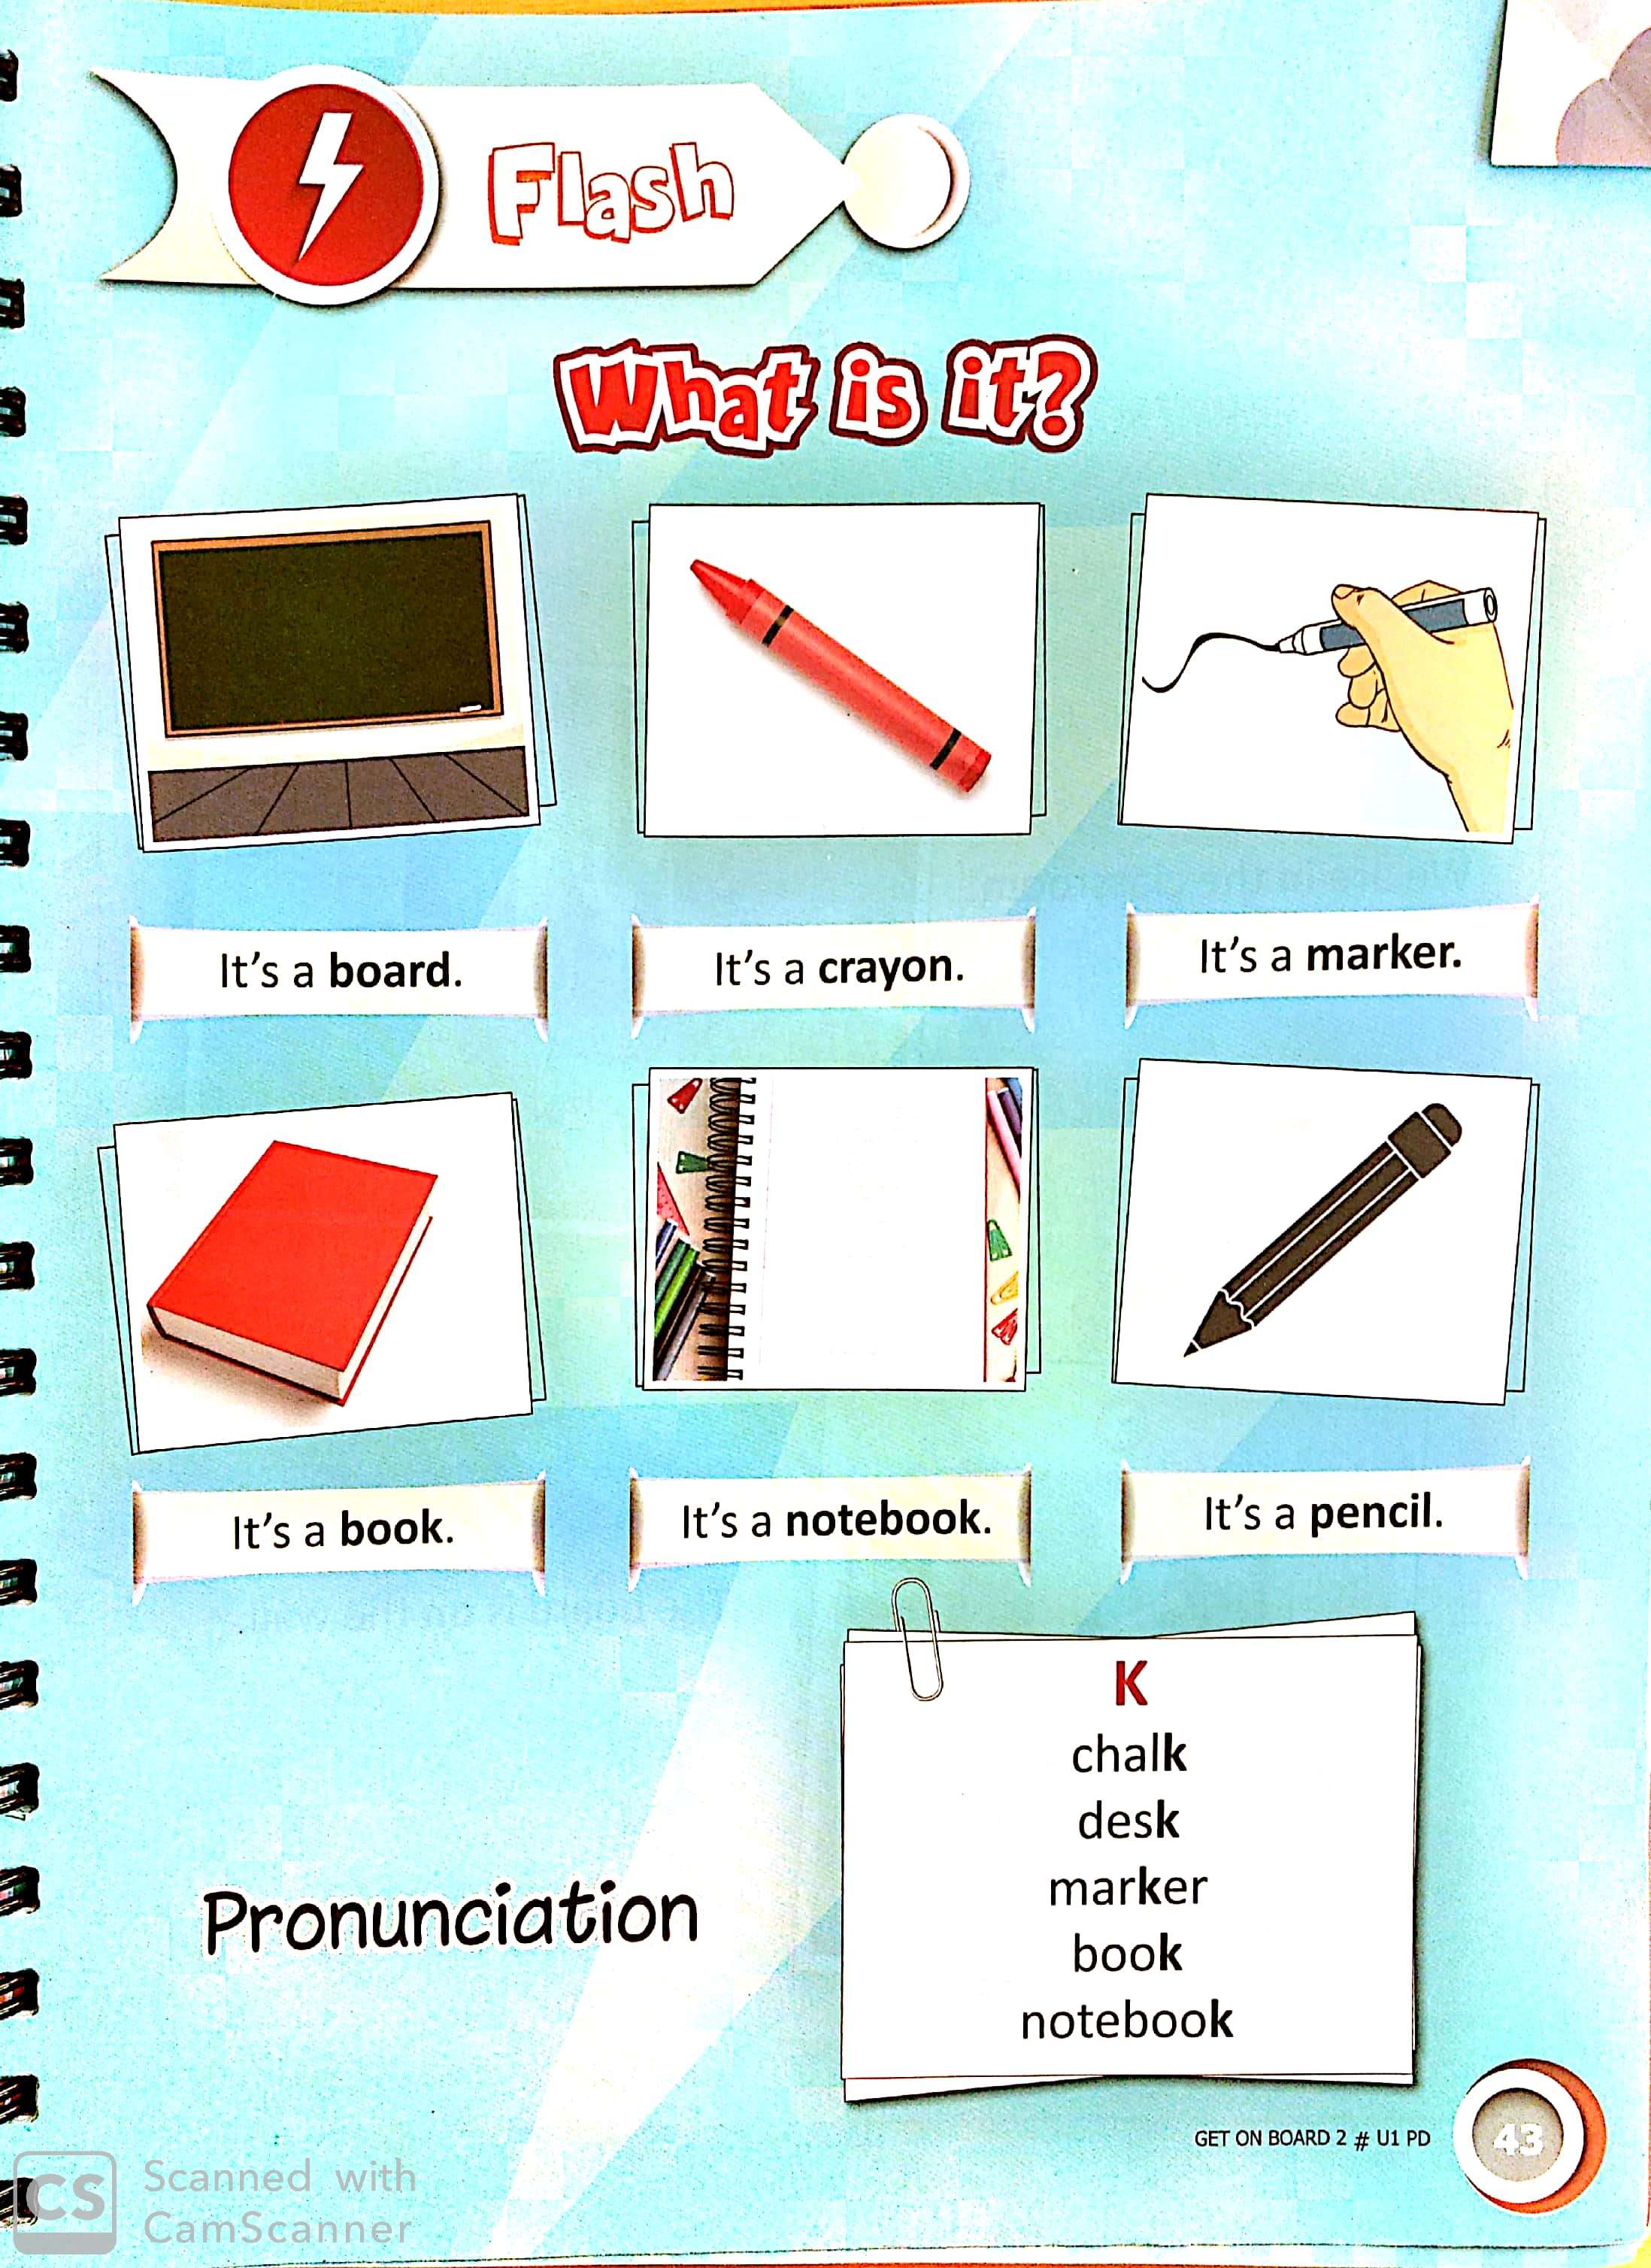 Flash
What is it?
It's a board.
It's a crayon.
It's a marker.
It's a book.
It's a notebook.
It's a pencil.
Pronunciation
K
chalk
desk
marker
book
notebook
GET ON BOARD 2 # U1 PD
43
CS
Scanned with
CamScanner